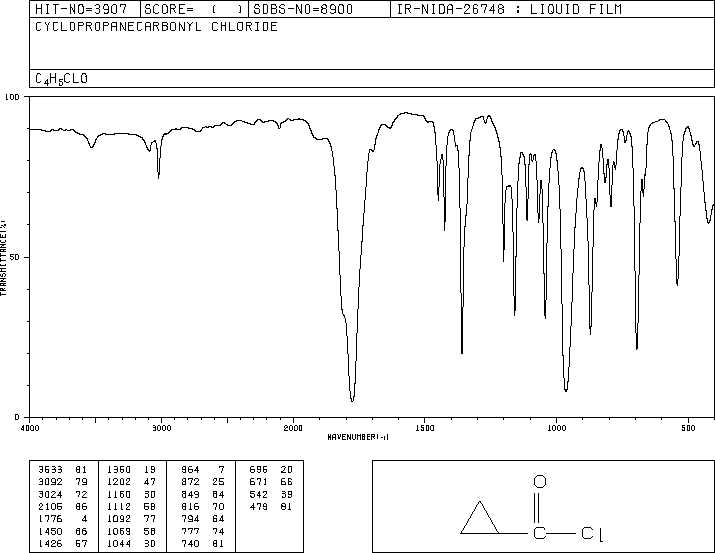 HIT-NO=3907 SCORE= ( ) SDBS-NO=8900 IR-NIDA-26748 : LIQUID FILM
CYCLOPROPANECARBONYL CHLORIDE
C4H5CLO
100
TRANSMITTANCE(%)
50
0
4000 3000 2000 1500 1000 500
WAVENUMBER(-1)
3533 81 1360 19 964 7 696 20
3092 79 1202 47 872 25 671 66
3024 72 1160 30 849 64 542 39
2105 86 1112 58 816 70 479 81
1776 4 1092 77 794 64
1450 66 1069 58 777 74
1426 57 1044 30 740 81
O
C Cl